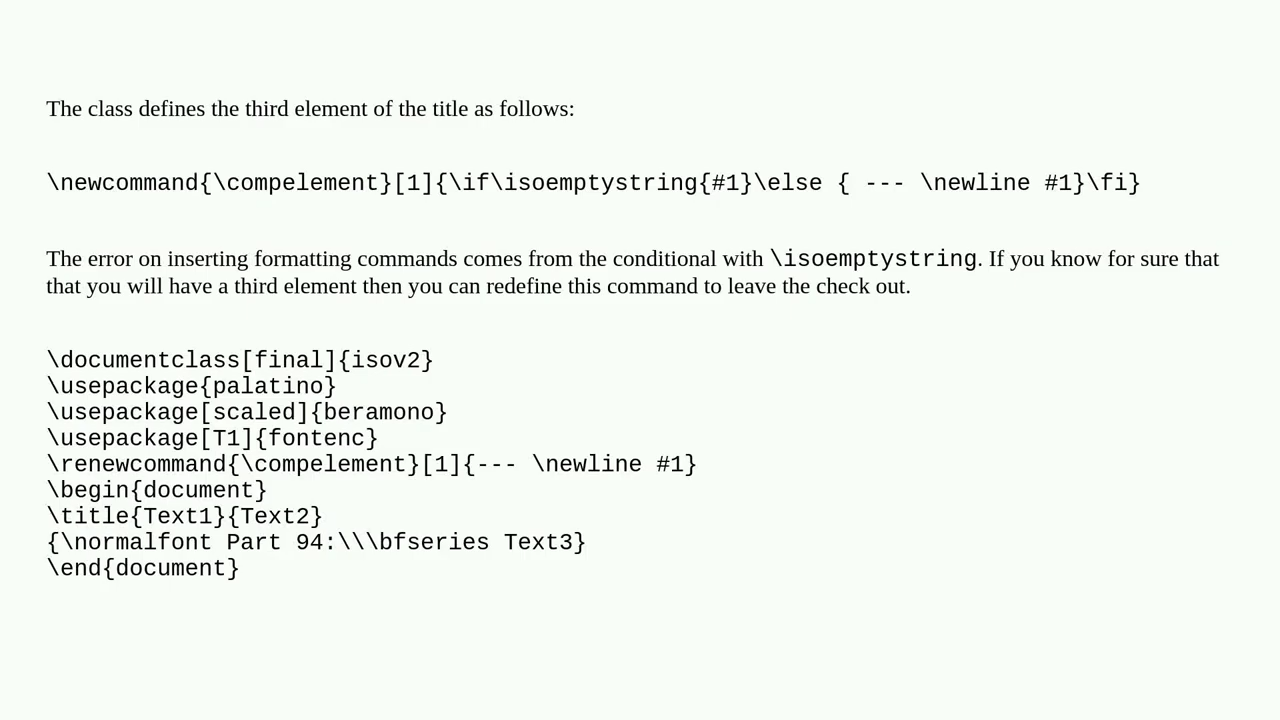 The class defines the third element of the title as follows:
\newcommand{\compelement}[1]{\if\isoemptystring{#1}\else { --- \newline #1}\fi}
The error on inserting formatting commands comes from the conditional with \isoemptystring. If you know for sure that
that you will have a third element then you can redefine this command to leave the check out.
\documentclass[final]{isov2}
\usepackage{palatino}
\usepackage[scaled]{beramono}
\usepackage[T1]{fontenc}
\renewcommand{\compelement}[1]{--- \newline #1}
\begin{document}
\title{Text1}{Text2}
{\normalfont Part 94:\\\bfseries Text3}
\end{document}